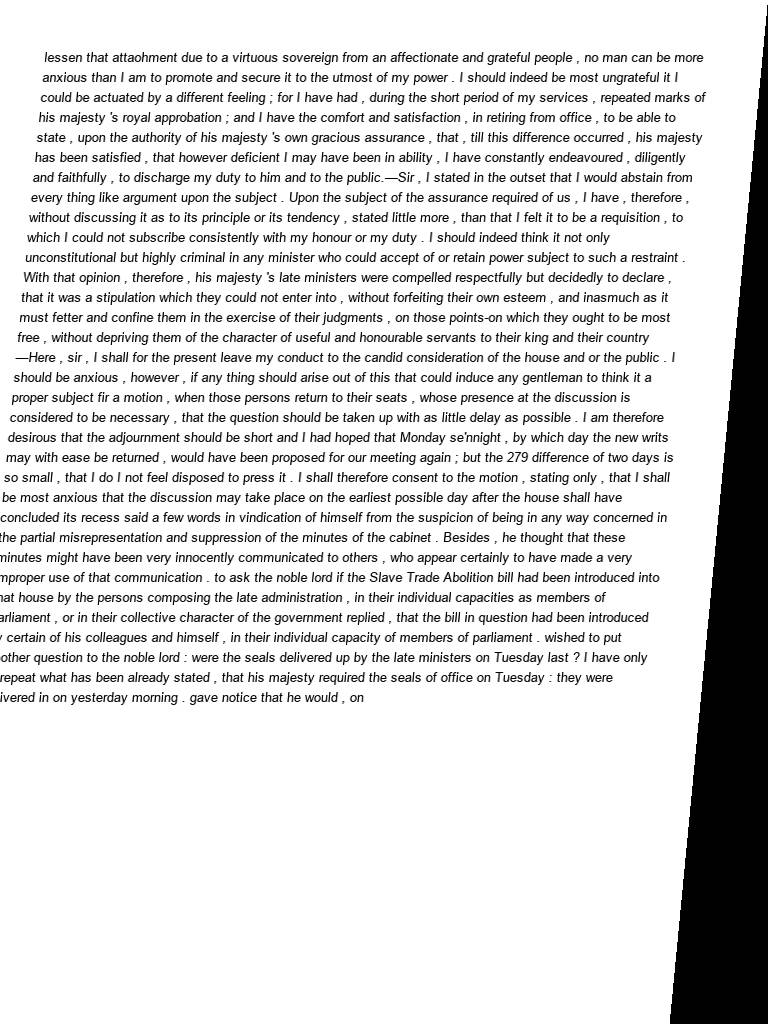 lessen that attaohment due to a virtuous sovereign from an affectionate and grateful people , no man can be more
anxious than I am to promote and secure it to the utmost of my power . I should indeed be most ungrateful it I
could be actuated by a different feeling ; for I have had , during the short period of my services , repeated marks of
his majesty 's royal approbation ; and I have the comfort and satisfaction , in retiring from office , to be able to
state , upon the authority of his majesty 's own gracious assurance , that , till this difference occurred , his majesty
has been satisfied , that however deficient I may have been in ability , I have constantly endeavoured , diligently
and faithfully , to discharge my duty to him and to the public.—Sir , I stated in the outset that I would abstain from
every thing like argument upon the subject . Upon the subject of the assurance required of us , I have , therefore ,
without discussing it as to its principle or its tendency , stated little more , than that I felt it to be a requisition , to
which I could not subscribe consistently with my honour or my duty . I should indeed think it not only
unconstitutional but highly criminal in any minister who could accept of or retain power subject to such a restraint .
With that opinion , therefore , his majesty 's late ministers were compelled respectfully but decidedly to declare ,
that it was a stipulation which they could not enter into , without forfeiting their own esteem , and inasmuch as it
must fetter and confine them in the exercise of their judgments , on those points-on which they ought to be most
free , without depriving them of the character of useful and honourable servants to their king and their country
—Here , sir , I shall for the present leave my conduct to the candid consideration of the house and or the public . I
should be anxious , however , if any thing should arise out of this that could induce any gentleman to think it a
proper subject fir a motion , when those persons return to their seats , whose presence at the discussion is
considered to be necessary , that the question should be taken up with as little delay as possible . I am therefore
desirous that the adjournment should be short and I had hoped that Monday se'nnight , by which day the new writs
may with ease be returned , would have been proposed for our meeting again ; but the 279 difference of two days is
so small , that I do I not feel disposed to press it . I shall therefore consent to the motion , stating only , that I shall
be most anxious that the discussion may take place on the earliest possible day after the house shall have
concluded its recess said a few words in vindication of himself from the suspicion of being in any way concerned in
the partial misrepresentation and suppression of the minutes of the cabinet . Besides , he thought that these
minutes might have been very innocently communicated to others , who appear certainly to have made a very
mproper use of that communication . to ask the noble lord if the Slave Trade Abolition bill had been introduced into
hat house by the persons composing the late administration , in their individual capacities as members of
arliament , or in their collective character of the government replied , that the bill in question had been introduced
certain of his colleagues and himself , in their individual capacity of members of parliament . wished to put
other question to the noble lord : were the seals delivered up by the late ministers on Tuesday last ? I have only
repeat what has been already stated , that his majesty required the seals of office on Tuesday : they were
ivered in on yesterday morning . gave notice that he would , on